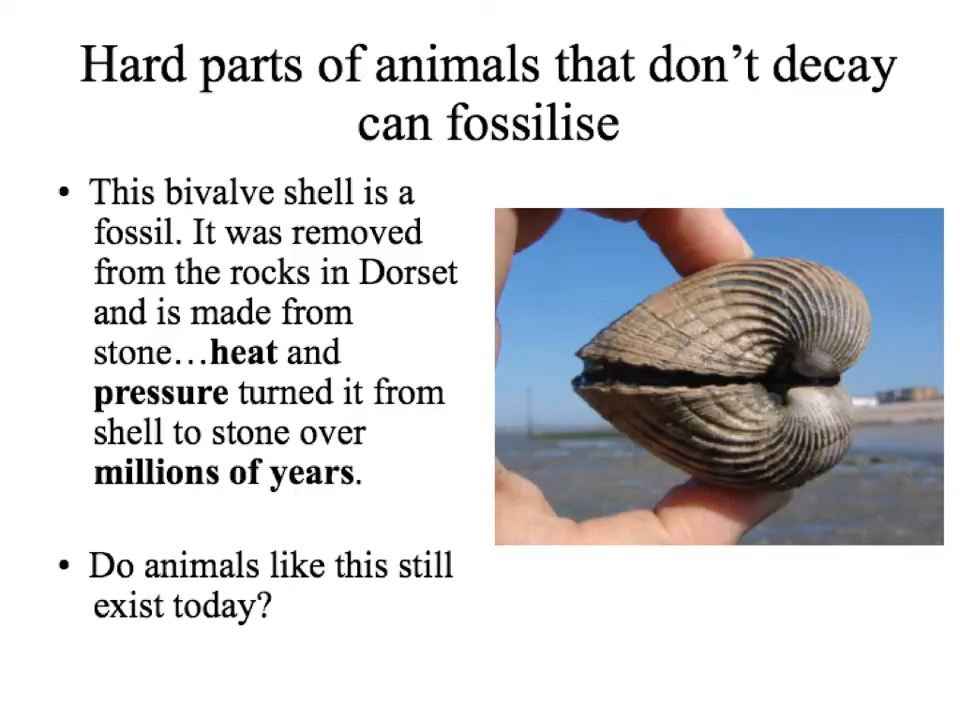 Hard parts of animals that don’t decay
can fossilise
• This bivalve shell is a
fossil. It was removed
from the rocks in Dorset
and is made from
stone…heat and
pressure turned it from
shell to stone over
millions of years.
• Do animals like this still
exist today?